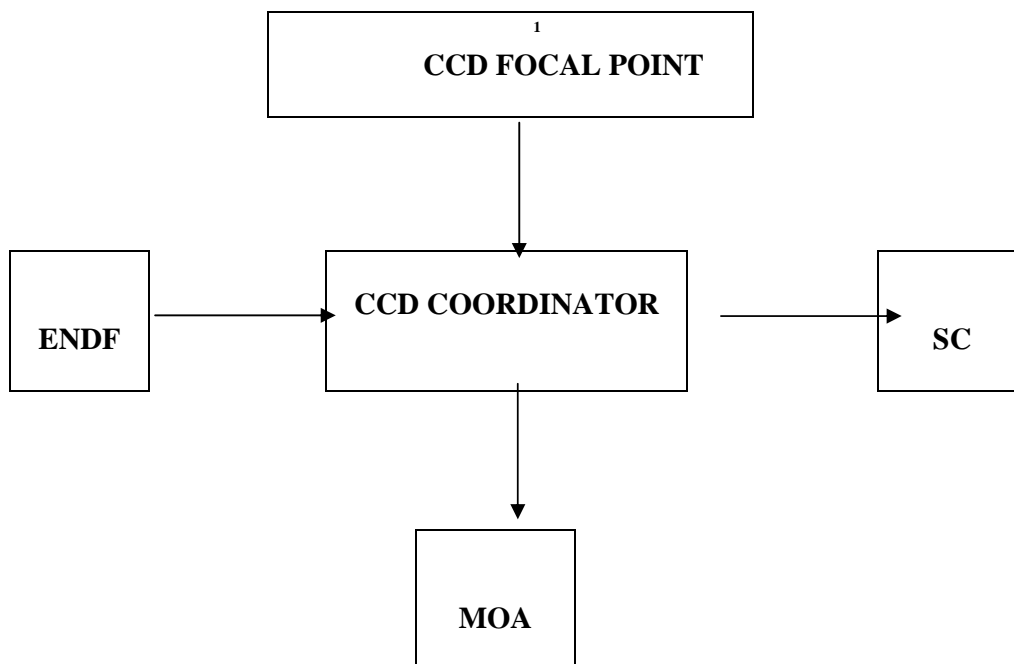 1
CCD FOCAL POINT
CCD COORDINATOR
ENDF
SC
MOA